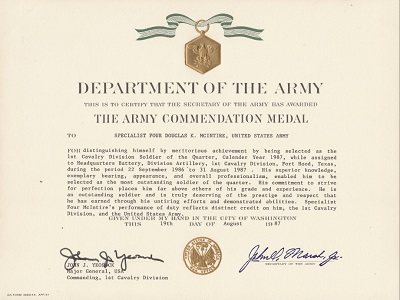 DEPARTMENT OF THE ARMY
THIS IS TO CERTIFY THAT THE SECRETARY OF THE ARMY HAS AWARDED
THE ARMY COMMENDATION MEDAL
TO SPECIALIST FOUR DOUGLAS E. MCINTIRE, UNITED STATES ARMY
FOR distinguishing himself by meritorious achievement by being selected as the
1st Cavalry Division Soldier of the Quarter, Calender Year 1987, while assigned
to Headquarters Battery, Division Artillery, 1st Cavalry Division, Fort Hood, Texas,
during the period 22 September 1986 to 31 August 1987 . His superior knowledge,
exemplary bearing, appearance, and overall professionalism, enabled him to be
selected as the most outstanding soldier of the quarter. His commitment to strive
for perfection places him far above others of his grade and experience. He is an
outstanding soldier and is truly deserving of the prestige and respect that
he has earned through his untiring efforts and demonstrated abilities. Specialist
Four McIntire's performance of duty reflects distinct credit on him, the 1st Cavalry
Division, and the United States Army.
GIVEN UNDER MY HAND IN THE CITY OF WASHINGTON
THIS 19th DAY OF August 1987
JOHN J. YEOSOCK
Major General, USA
Commanding, 1st Cavalry Division
John O. Marsh, Jr.
SECRETARY OF THE ARMY